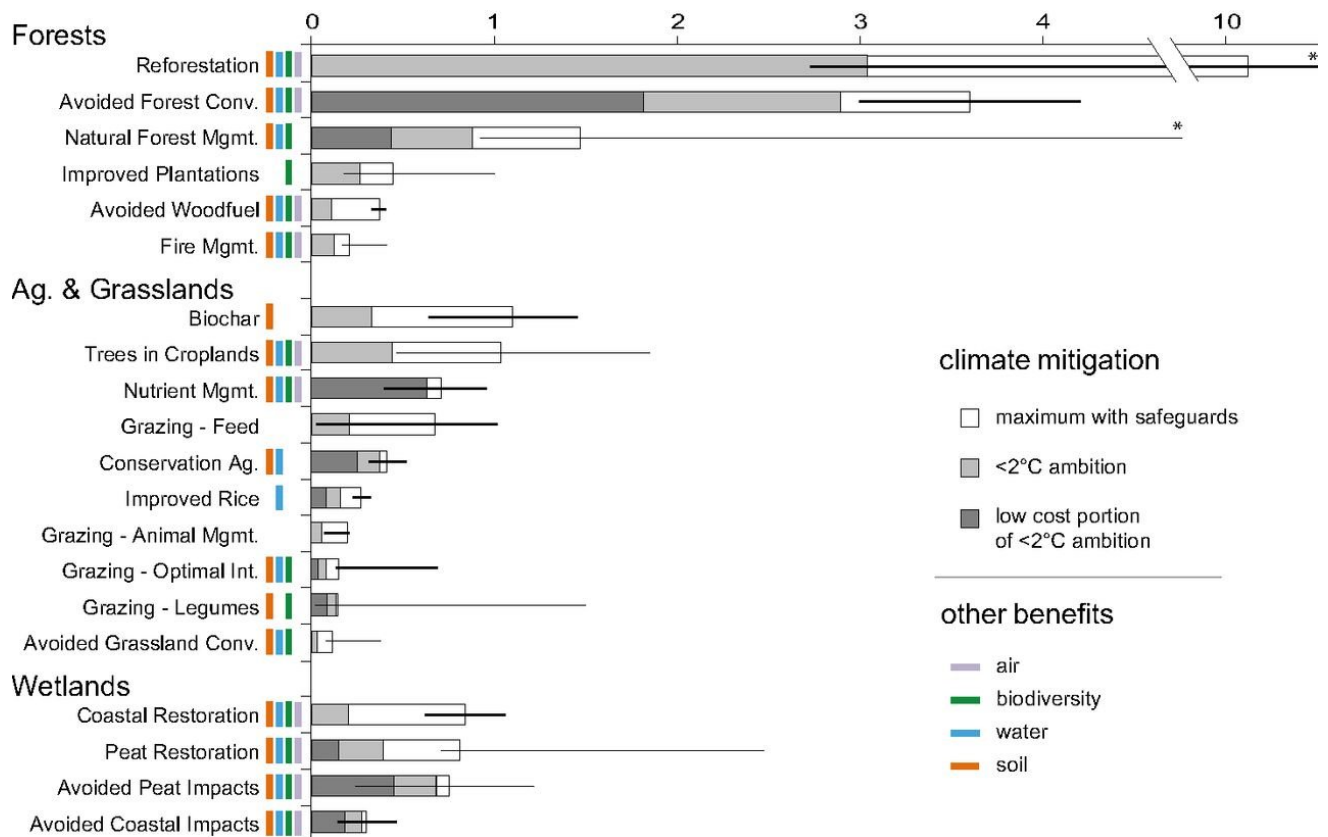 0 1 2 3 4 10
Forests
Reforestation *
Avoided Forest Conv.
Natural Forest Mgmt. *
Improved Plantations
Avoided Woodfuel
Fire Mgmt.
Ag. & Grasslands
Biochar
Trees in Croplands
Nutrient Mgmt.
Grazing - Feed
Conservation Ag.
Improved Rice
Grazing - Animal Mgmt.
Grazing - Optimal Int.
Grazing - Legumes
Avoided Grassland Conv.
Wetlands
Coastal Restoration
Peat Restoration
Avoided Peat Impacts
Avoided Coastal Impacts
climate mitigation
maximum with safeguards
<2°C ambition
low cost portion
of <2°C ambition
other benefits
air
biodiversity
water
soil